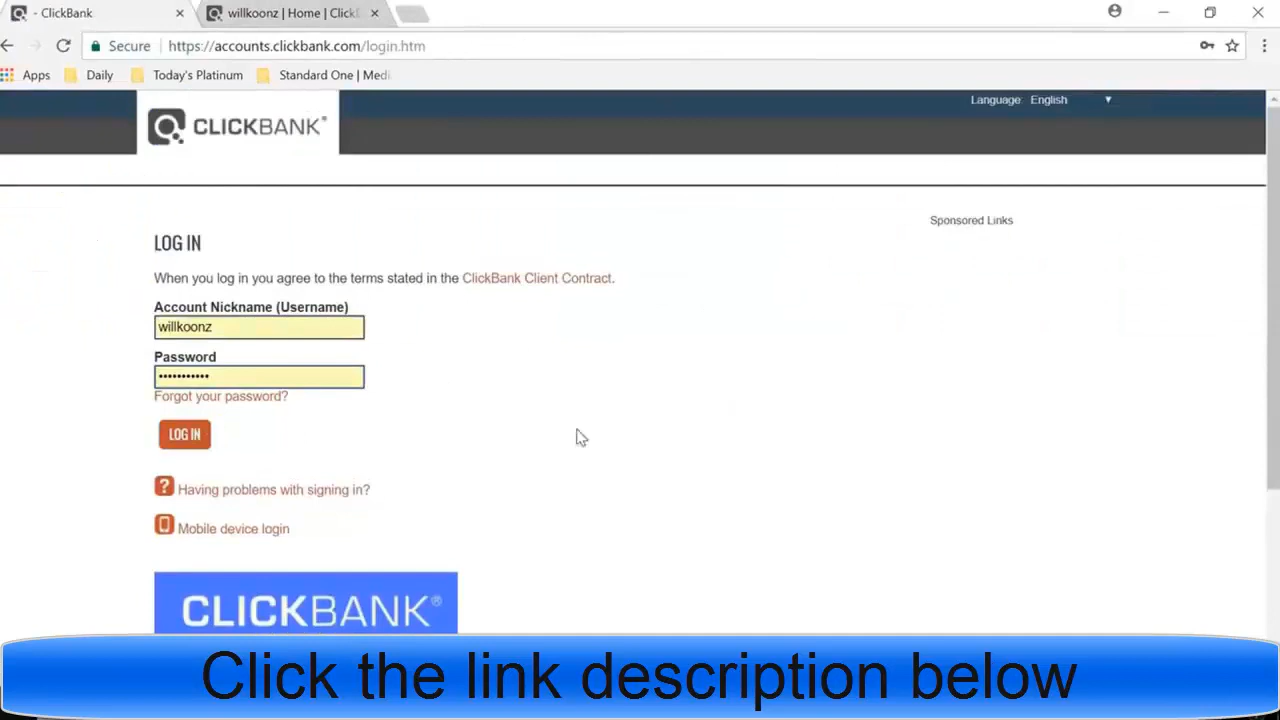 - ClickBank
willkoonz | Home | Click
Secure
https://accounts.clickbank.com/login.htm
Apps
Daily
Today's Platinum
Standard One | Medi
Language: English
CLICKBANK®
Sponsored Links
LOG IN
When you log in you agree to the terms stated in the ClickBank Client Contract.
Account Nickname (Username)
willkoonz
Password
•••••••••••
Forgot your password?
LOG IN
? Having problems with signing in?
Mobile device login
CLICKBANK®
Click the link description below